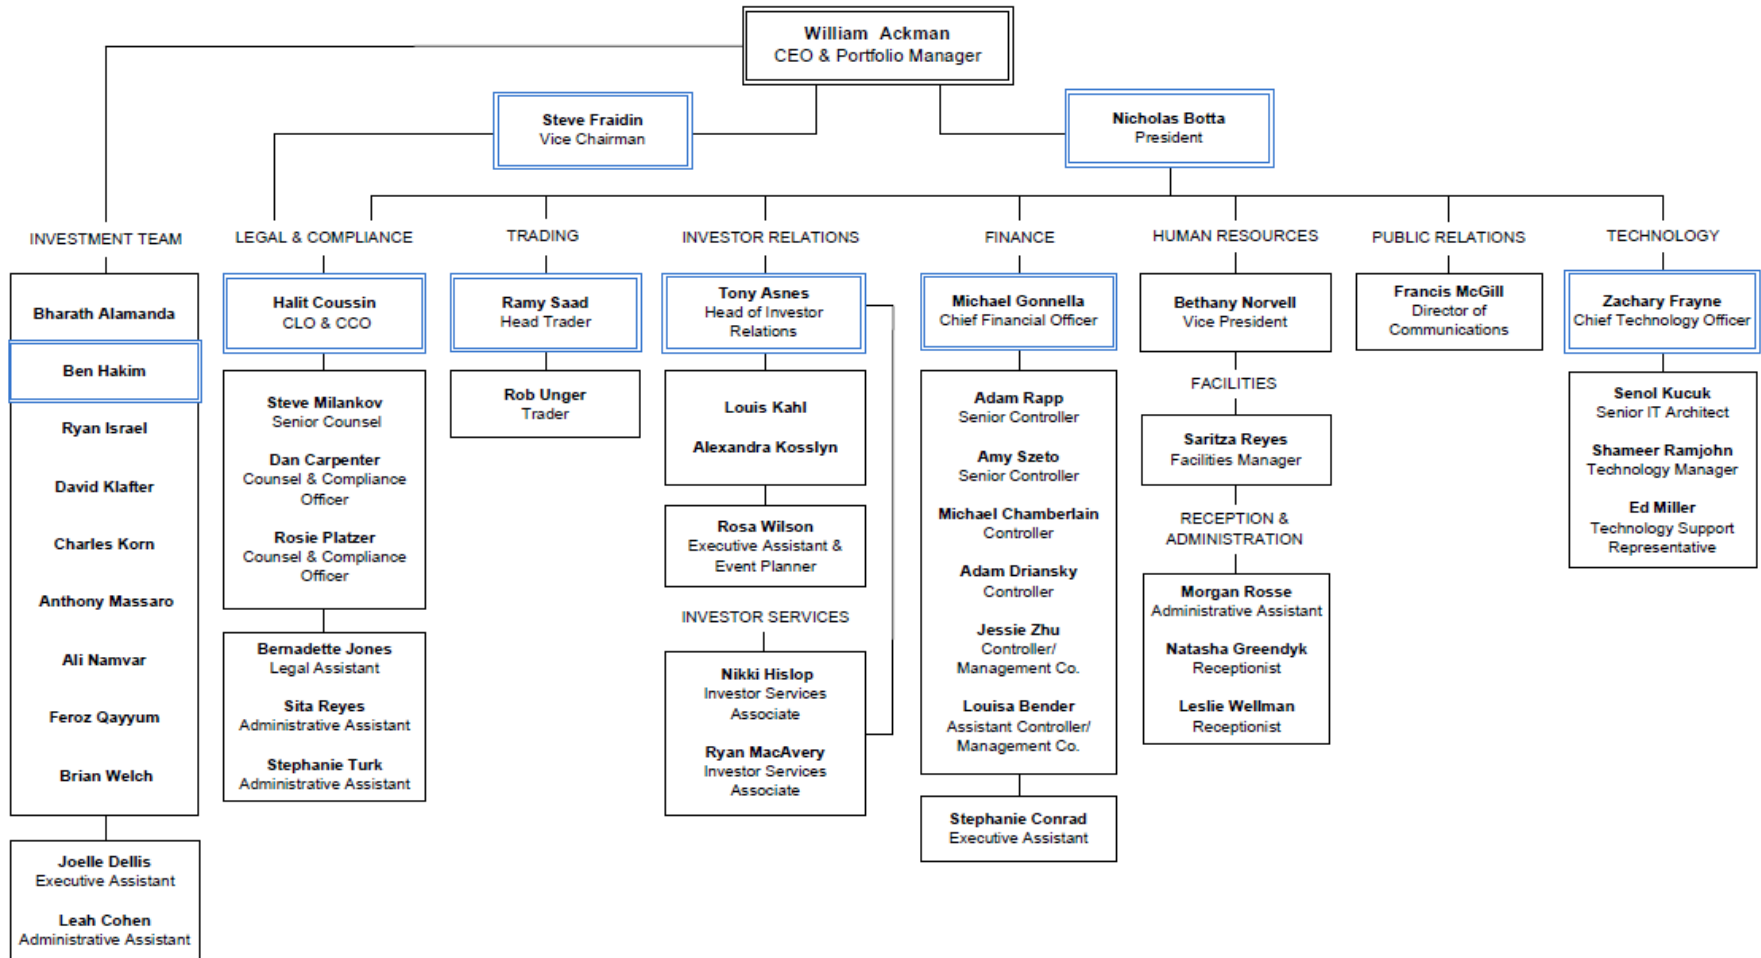 William Ackman
CEO & Portfolio Manager
Steve Fraidin
Vice Chairman
Nicholas Botta
President
INVESTMENT TEAM
Bharath Alamanda
Ben Hakim
Ryan Israel
David Klafter
Charles Korn
Anthony Massaro
Ali Namvar
Feroz Qayyum
Brian Welch
Joelle Dellis
Executive Assistant
Leah Cohen
Administrative Assistant
LEGAL & COMPLIANCE
Halit Coussin
CLO & CCO
Steve Milankov
Senior Counsel
Dan Carpenter
Counsel & Compliance
Officer
Rosie Platzer
Counsel & Compliance
Officer
Bernadette Jones
Legal Assistant
Sita Reyes
Administrative Assistant
Stephanie Turk
Administrative Assistant
TRADING
Ramy Saad
Head Trader
Rob Unger
Trader
INVESTOR RELATIONS
Tony Asnes
Head of Investor
Relations
Louis Kahl
Alexandra Kosslyn
Rosa Wilson
Executive Assistant &
Event Planner
INVESTOR SERVICES
Nikki Hislop
Investor Services
Associate
Ryan MacAvery
Investor Services
Associate
FINANCE
Michael Gonnella
Chief Financial Officer
Adam Rapp
Senior Controller
Amy Szeto
Senior Controller
Michael Chamberlain
Controller
Adam Driansky
Controller
Jessie Zhu
Controller/
Management Co.
Louisa Bender
Assistant Controller/
Management Co.
Stephanie Conrad
Executive Assistant
HUMAN RESOURCES
Bethany Norvell
Vice President
FACILITIES
Saritza Reyes
Facilities Manager
RECEPTION &
ADMINISTRATION
Morgan Rosse
Administrative Assistant
Natasha Greendyk
Receptionist
Leslie Wellman
Receptionist
PUBLIC RELATIONS
Francis McGill
Director of
Communications
TECHNOLOGY
Zachary Frayne
Chief Technology Officer
Senol Kucuk
Senior IT Architect
Shameer Ramjohn
Technology Manager
Ed Miller
Technology Support
Representative